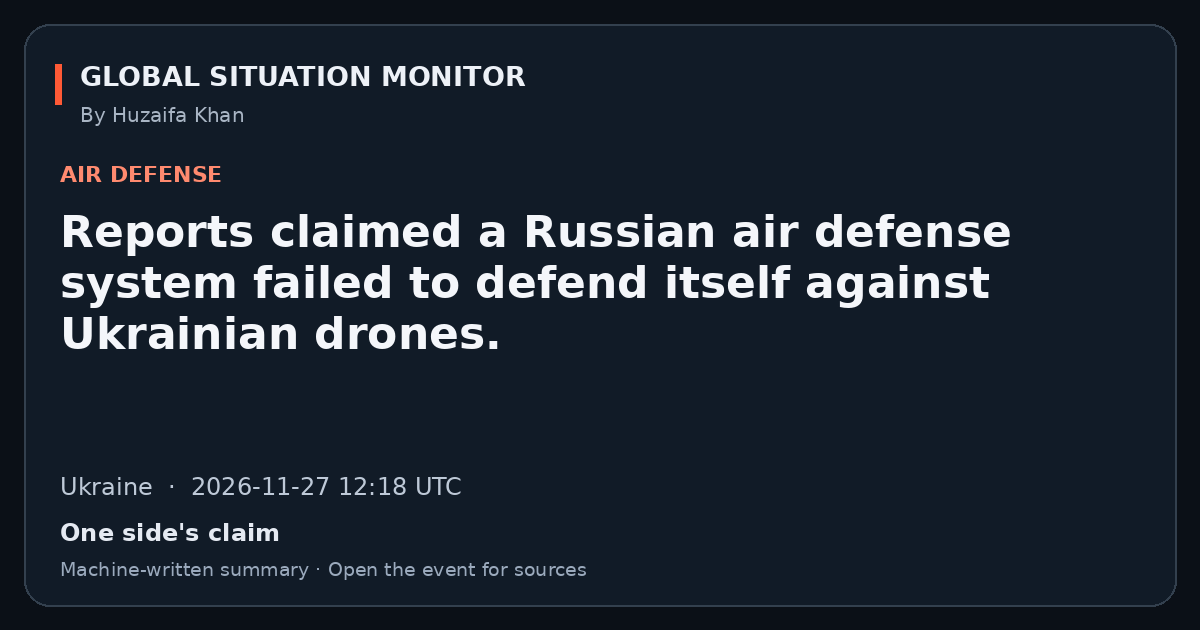 GLOBAL SITUATION MONITOR
By Huzaifa Khan
AIR DEFENSE
Reports claimed a Russian air defense
system failed to defend itself against
Ukrainian drones.
Ukraine · 2026-11-27 12:18 UTC
One side's claim
Machine-written summary · Open the event for sources